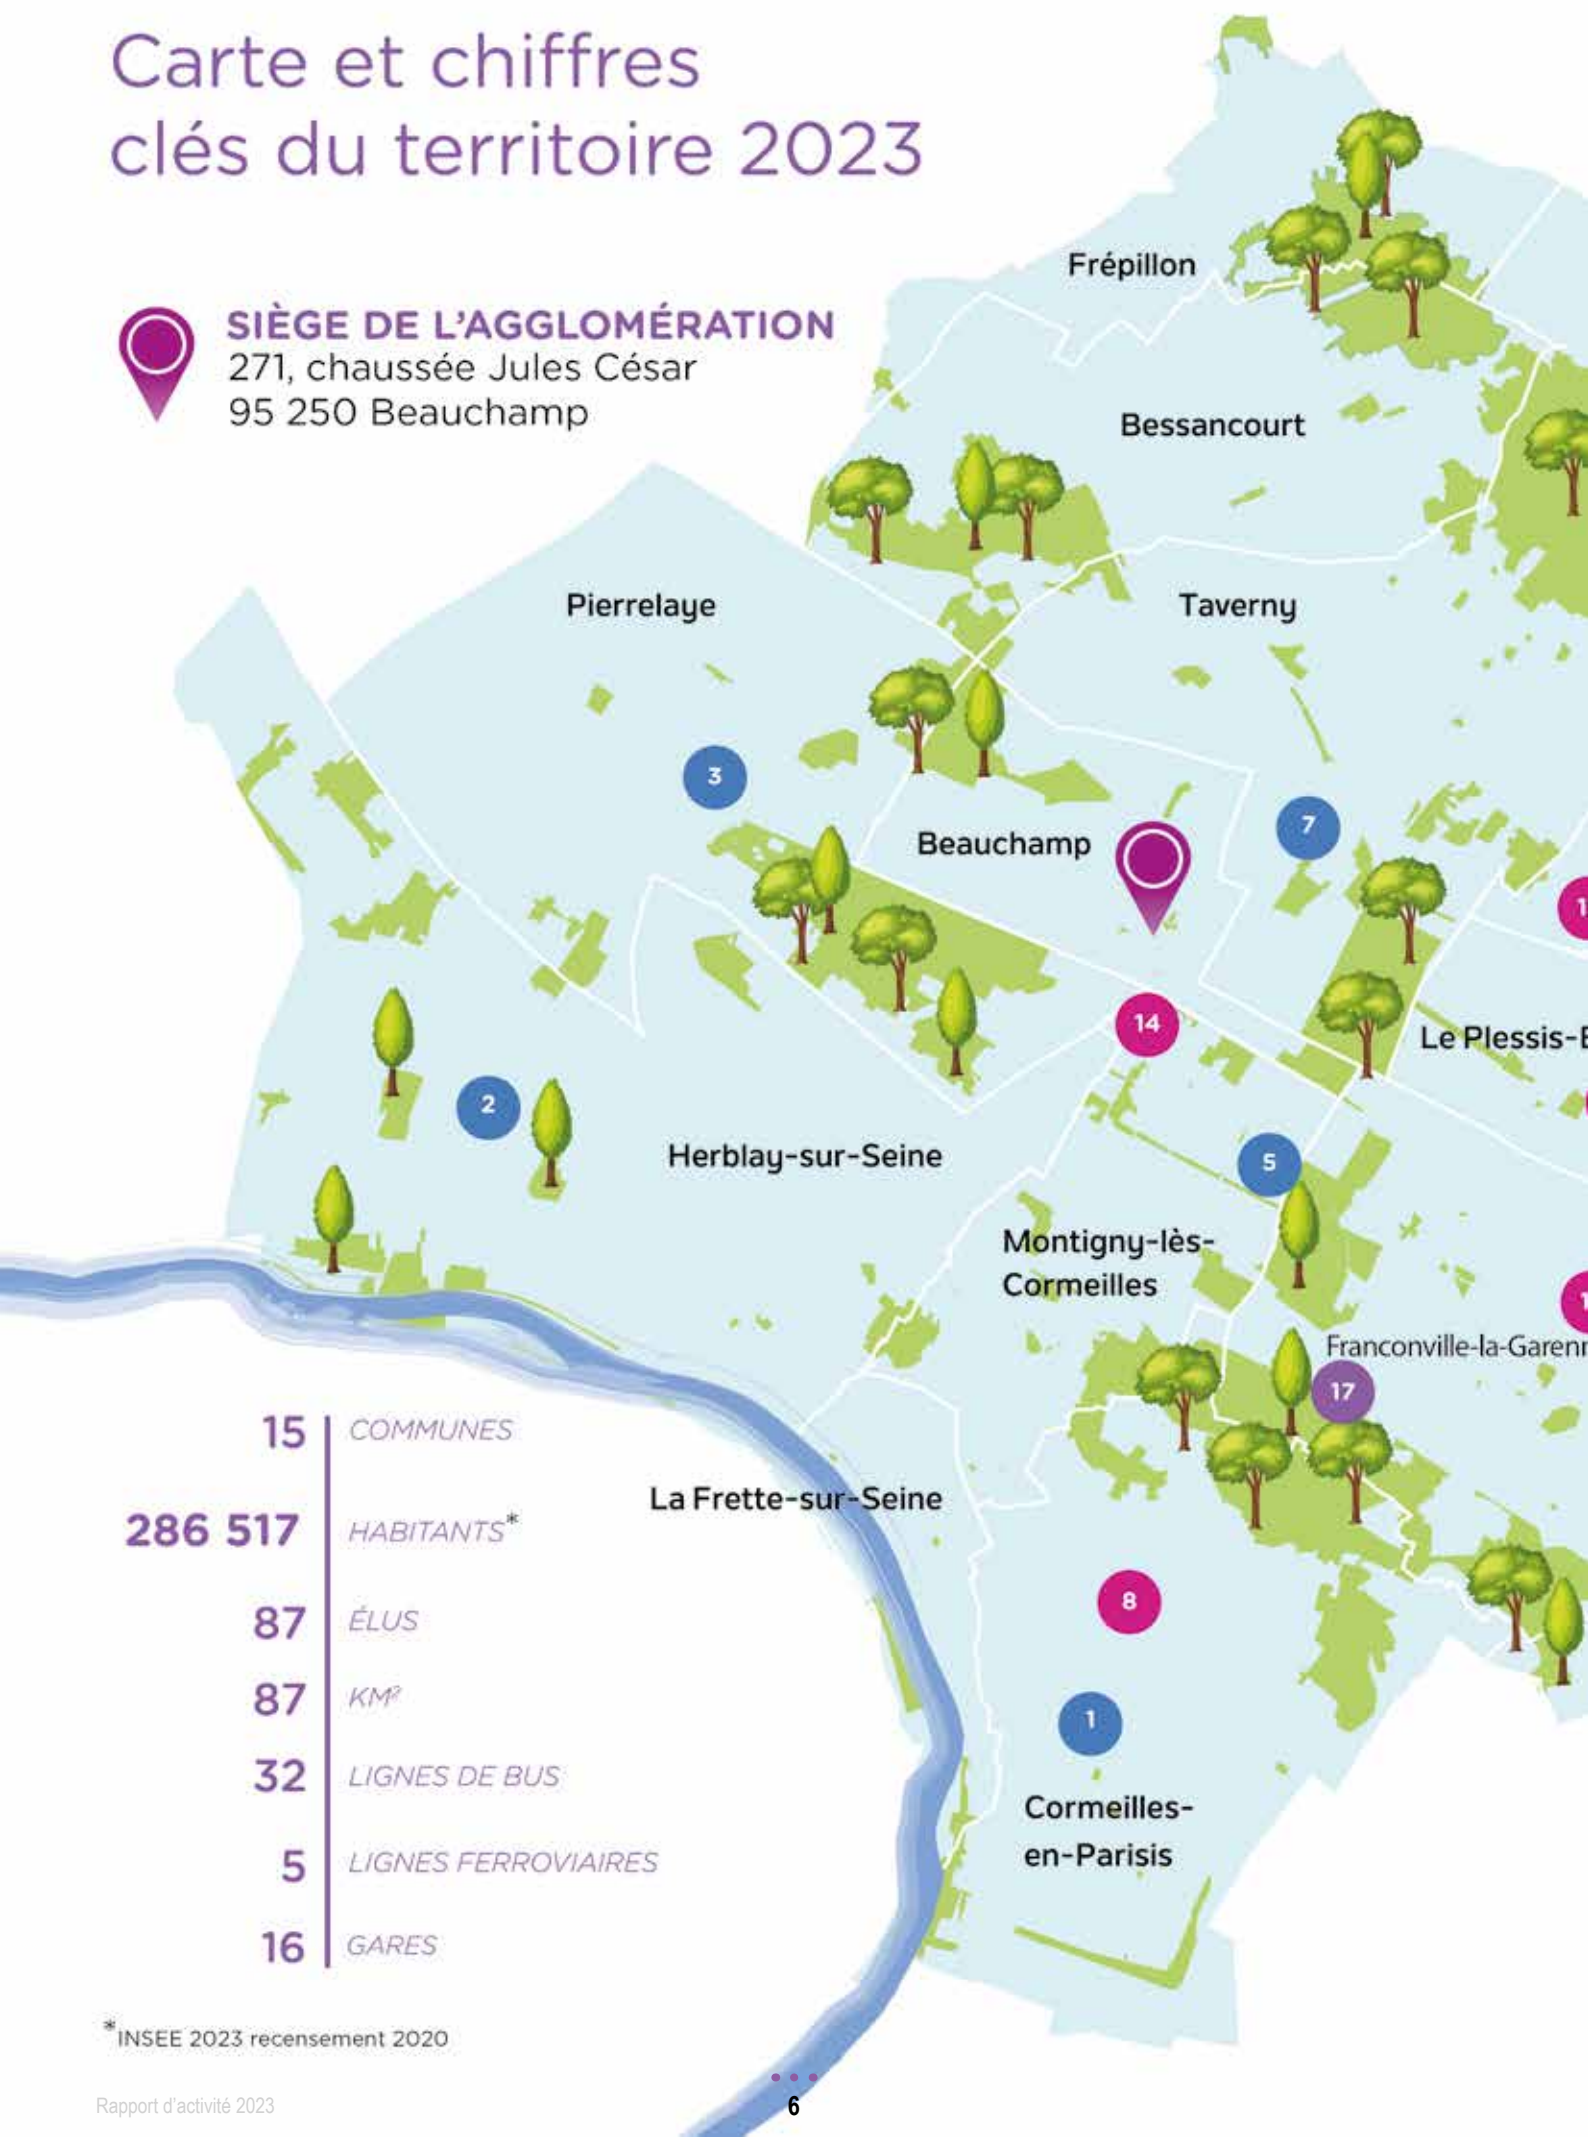 Carte et chiffres
clés du territoire 2023
SIÈGE DE L'AGGLOMÉRATION
271, chaussée Jules César
95 250 Beauchamp
Frépillon
Bessancourt
Pierrelaye
Taverny
3
7
Beauchamp
1
14
Le Plessis-B
2
Herblay-sur-Seine
5
Montigny-lès-
Cormeilles
1
Franconville-la-Garenn
17
La Frette-sur-Seine
8
1
Cormeilles-
en-Parisis
15 COMMUNES
286 517 HABITANTS*
87 ÉLUS
87 KM²
32 LIGNES DE BUS
5 LIGNES FERROVIAIRES
16 GARES
*INSEE 2023 recensement 2020
Rapport d'activité 2023
6